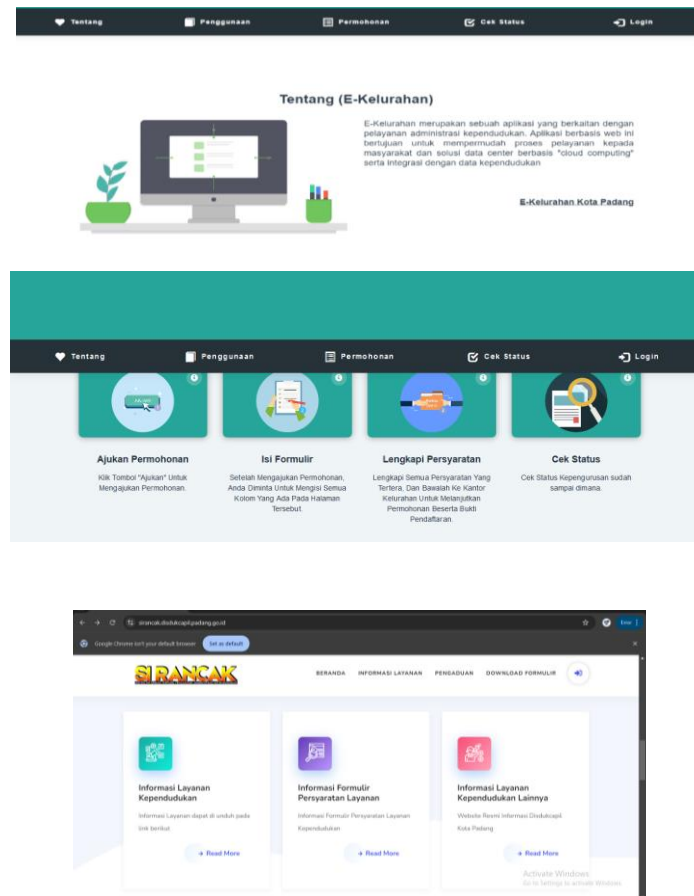 Tentang Penggunaan Permohonan Cek Status Login
Tentang (E-Kelurahan)
E-Kelurahan merupakan sebuah aplikasi yang berkaitan dengan
pelayanan administrasi kependudukan. Aplikasi berbasis web ini
bertujuan untuk mempermudah proses pelayanan kepada
masyarakat dan solusi data center berbasis "cloud computing"
serta integrasi dengan data kependudukan
E-Kelurahan Kota Padang
Tentang Penggunaan Permohonan Cek Status Login
Ajukan Permohonan
Klik Tombol "Ajukan" Untuk
Mengajukan Permohonan.
Isi Formulir
Setelah Mengajukan Permohonan,
Anda Diminta Untuk Mengisi Semua
Kolom Yang Ada Pada Halaman
Tersebut.
Lengkapi Persyaratan
Lengkapi Semua Persyaratan Yang
Tertera, Dan Bawalah Ke Kantor
Kelurahan Untuk Melanjutkan
Permohonan Beserta Bukti
Pendaftaran.
Cek Status
Cek Status Kepengurusan sudah
sampai dimana.
sirancak.disdukcapil.padang.go.id
Google Chrome isn't your default browser Set as default
SI RANCAK BERANDA INFORMASI LAYANAN PENGADUAN DOWNLOAD FORMULIR
Informasi Layanan
Kependudukan
Informasi Layanan dapat di unduh pada
link berikut
Read More
Informasi Formulir
Persyaratan Layanan
Informasi Formulir Persyaratan Layanan
Kependudukan
Read More
Informasi Layanan
Kependudukan Lainnya
Website Resmi Informasi Disdukcapil
Kota Padang
Read More
Activate Windows
Go to Settings to activate Windows.